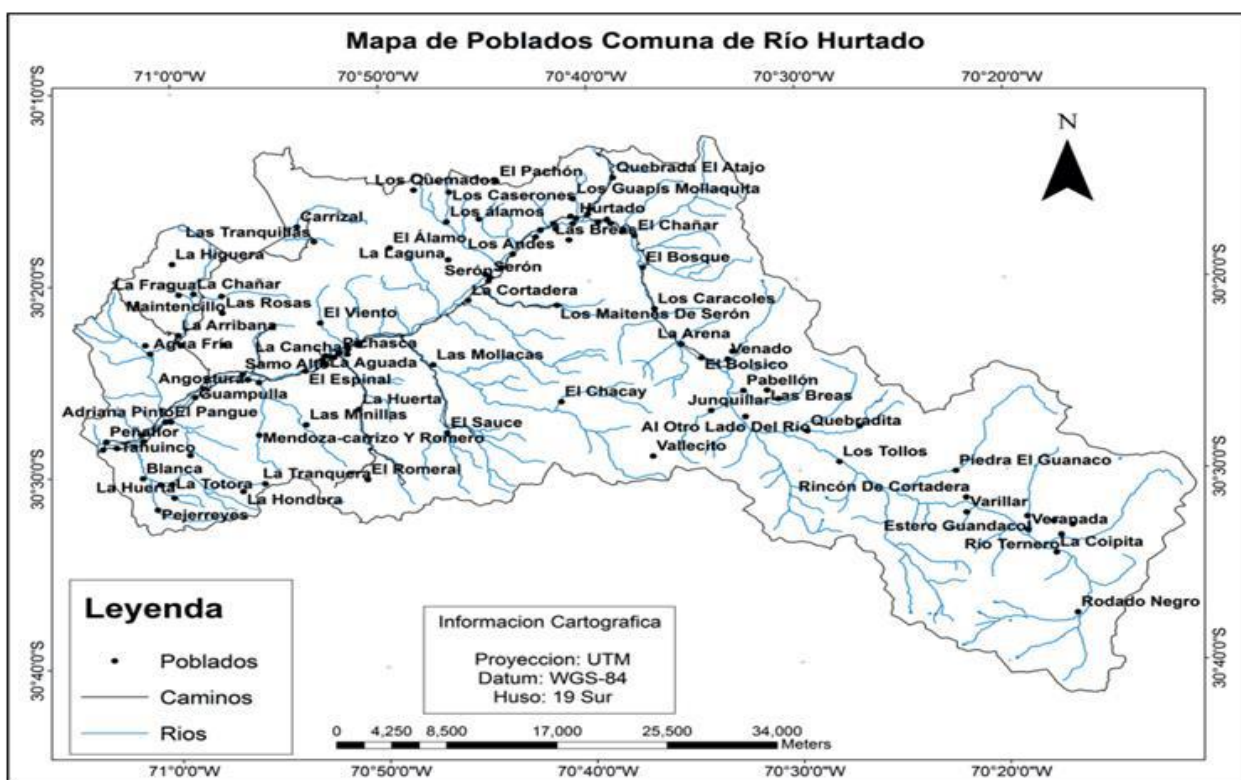 Mapa de Poblados Comuna de Río Hurtado
71°0'0"W 70°50'0"W 70°40'0"W 70°30'0"W 70°20'0"W
30°10'0"S
30°10'0"S
N
El Pachón
Quebrada El Atajo
Los Quemados
Los Caserones
Los Guapis Mollaquita
Los álamos
Hurtado
Carrizal
Las Tranquillas
Las Breas
El Chañar
El Álamo
Los Andes
La Higuera
La Laguna
El Bosque
Serón
Serón
30°20'0"S
30°20'0"S
La Fragua
La Chañar
La Cortadera
Maintencillo
Las Rosas
Los Caracoles
El Viento
Los Maitenes De Serón
La Arribana
La Arena
Agua Fría
La Cancha
Pichasca
Las Mollacas
Venado
Samo Alto
La Aguada
El Bolsico
Angostura
El Espinal
Pabellón
Guampulla
La Huerta
El Chacay
Junquillar
Las Breas
Adriana Pinto
El Pangue
Las Minillas
El Sauce
Al Otro Lado Del Río
Quebradita
Peñaflor
Mendoza-carrizo Y Romero
Tahuinco
Vallecito
Los Tollos
Blanca
La Tranquera
El Romeral
Piedra El Guanaco
30°30'0"S
30°30'0"S
La Huerta
La Totora
La Hondura
Rincón De Cortadera
Varillar
Pejerreyes
Estero Guandacol
Veranada
Río Ternero
La Coipita
Rodado Negro
Leyenda
Poblados
Caminos
Rios
Informacion Cartografica
Proyeccion: UTM
Datum: WGS-84
Huso: 19 Sur
30°40'0"S
30°40'0"S
0 4,250 8,500 17,000 25,500 34,000
Meters
71°0'0"W 70°50'0"W 70°40'0"W 70°30'0"W 70°20'0"W